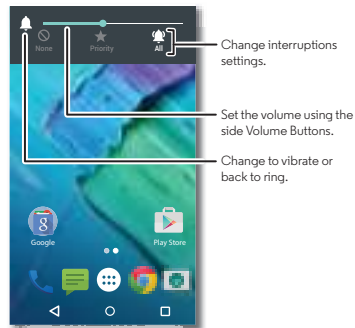 None
Priority
All
Change interruptions
settings.
Set the volume using the
side Volume Buttons.
Change to vibrate or
back to ring.
8
Google
Play Store